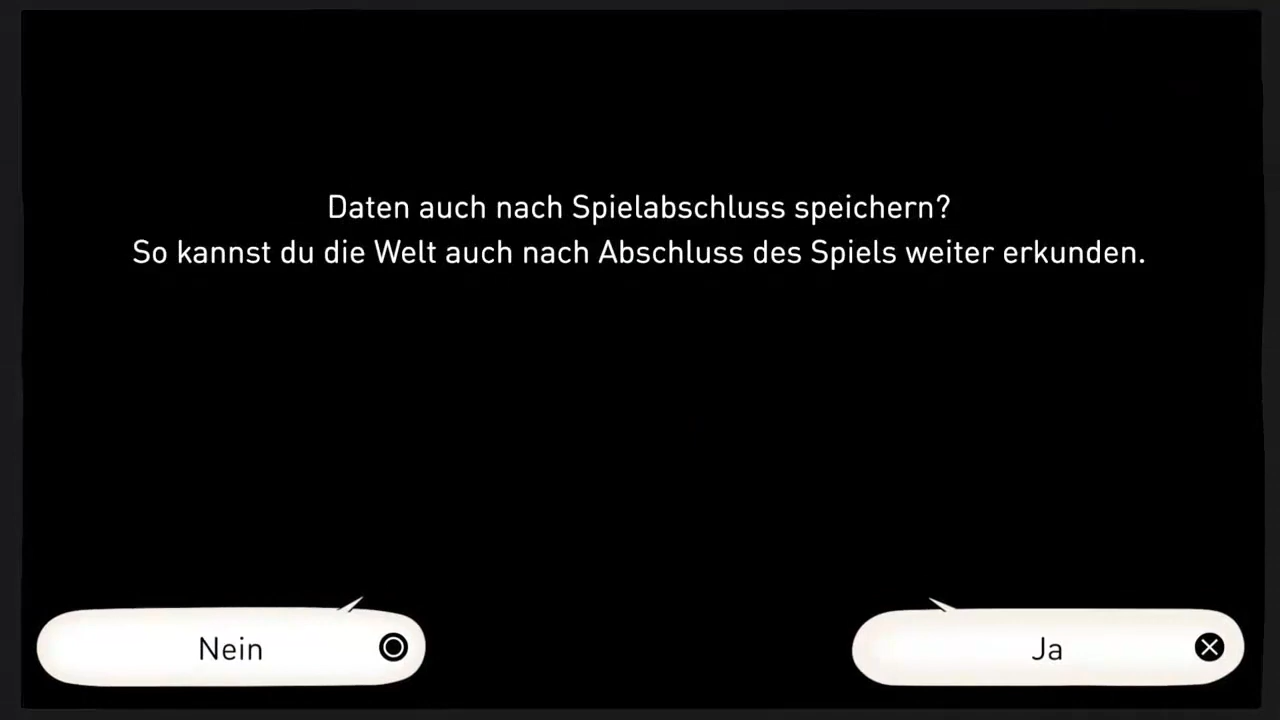 Daten auch nach Spielabschluss speichern?
So kannst du die Welt auch nach Abschluss des Spiels weiter erkunden.
Nein
Ja